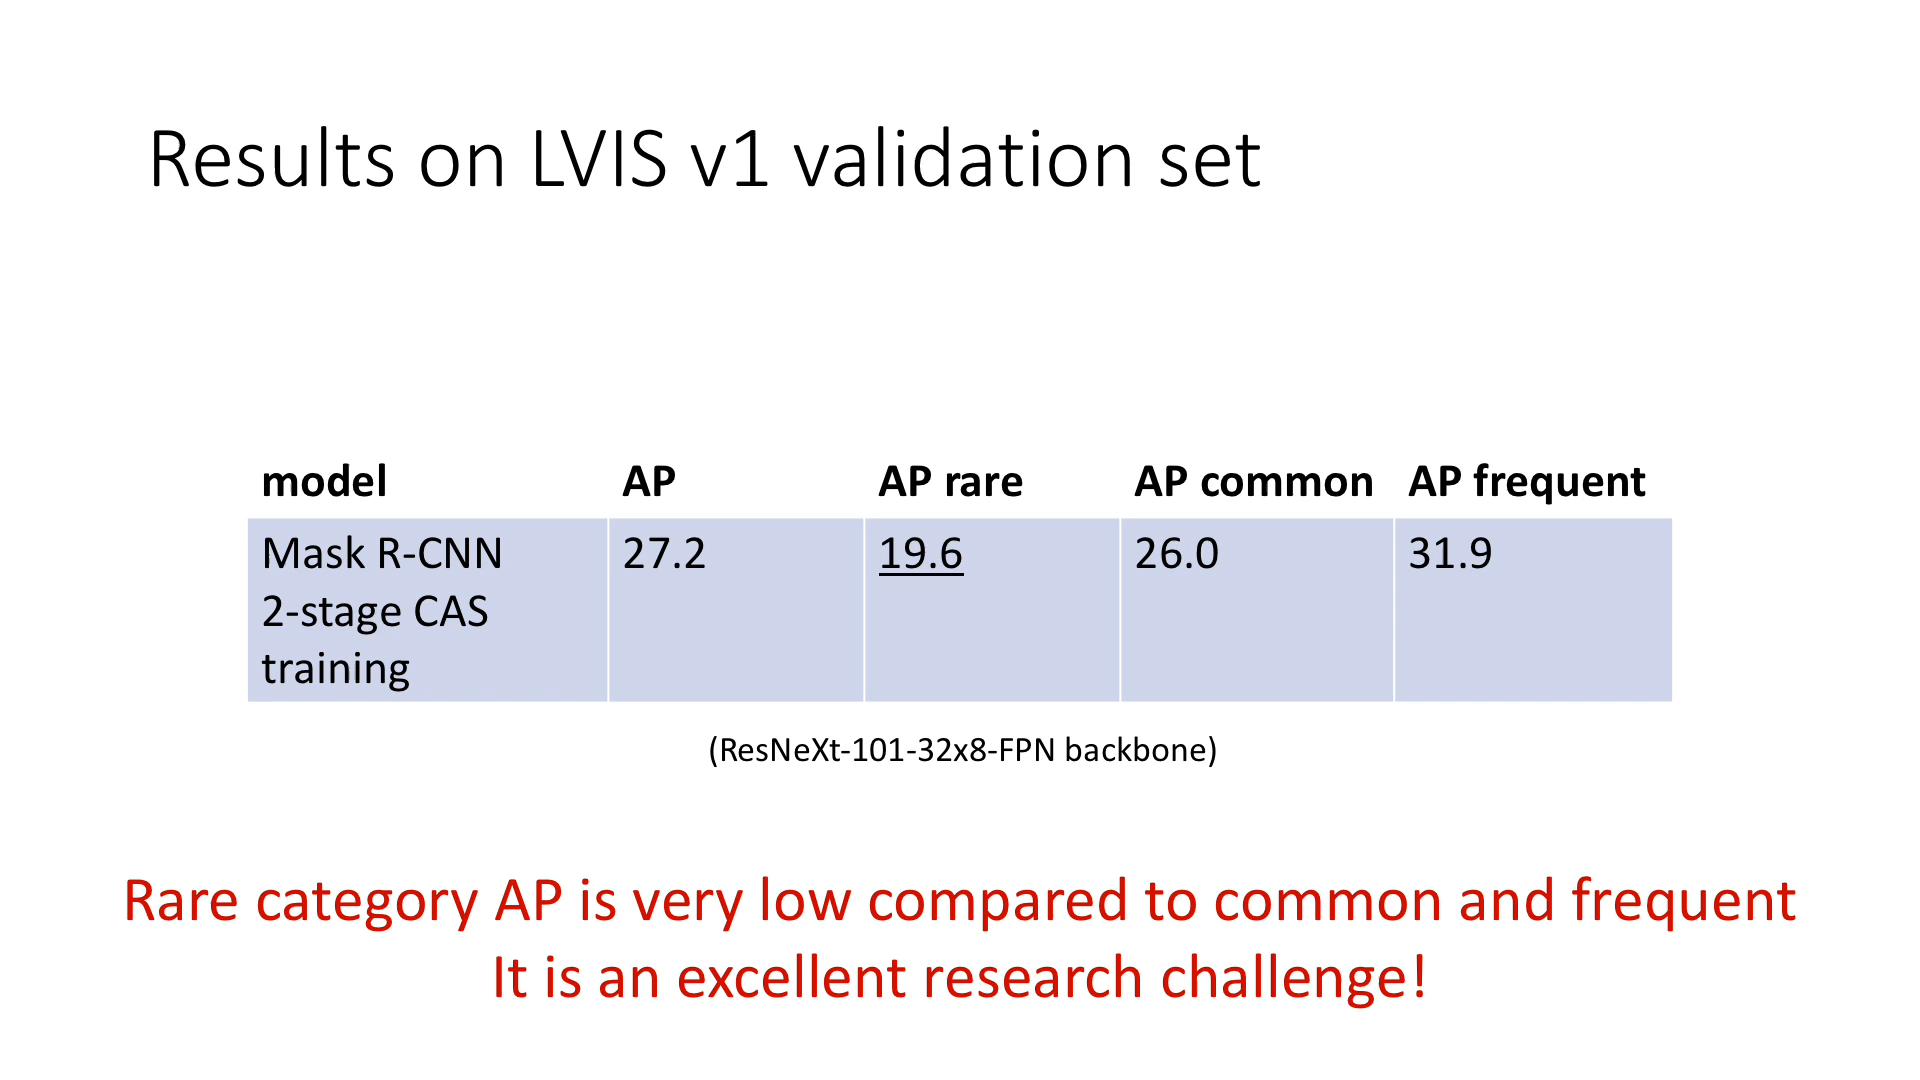 Results on LVIS v1 validation set
model AP AP rare AP common AP frequent
Mask R-CNN 27.2 19.6 26.0 31.9
2-stage CAS
training
(ResNeXt-101-32x8-FPN backbone)
Rare category AP is very low compared to common and frequent
It is an excellent research challenge!